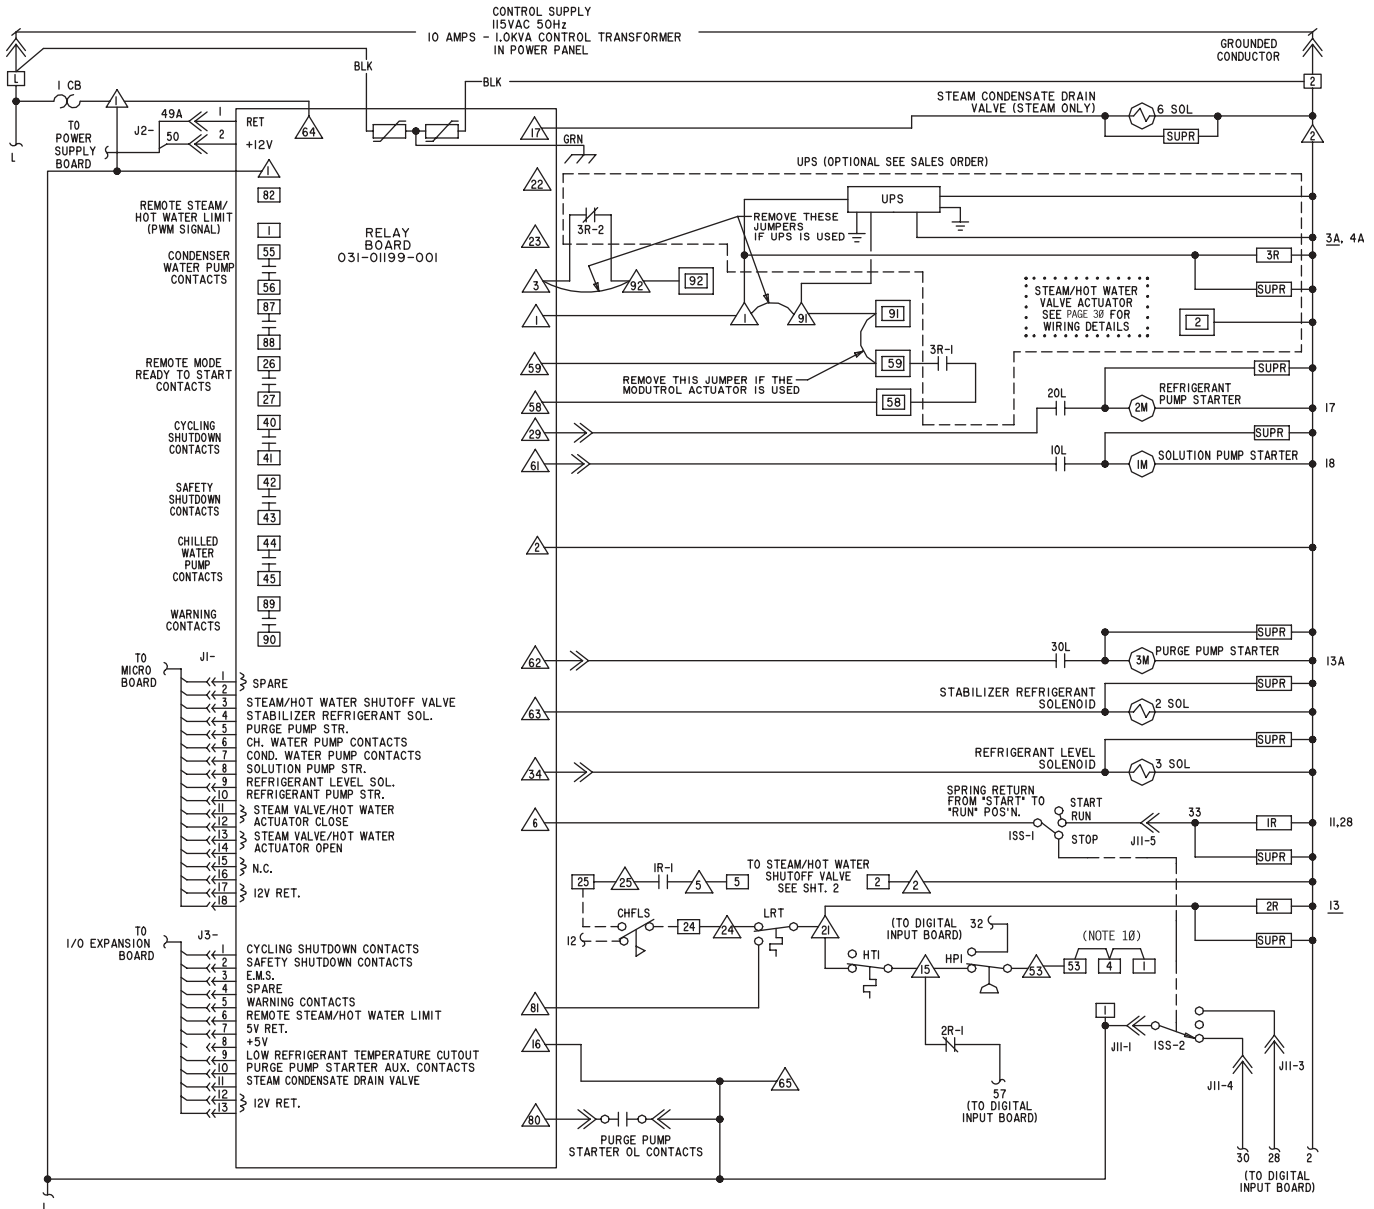 CONTROL SUPPLY
115VAC 50Hz
10 AMPS - 1.0KVA CONTROL TRANSFORMER
IN POWER PANEL
GROUNDED
CONDUCTOR
L
1 CB
1
BLK
BLK
2
2
L
TO
POWER
SUPPLY
BOARD
J2-
49A
50
1
2
RET
+12V
64
1
GRN
STEAM CONDENSATE DRAIN
VALVE (STEAM ONLY)
17
6 SOL
SUPR
RELAY
BOARD
031-01199-001
82
REMOTE STEAM/
HOT WATER LIMIT
(PWM SIGNAL)
1
CONDENSER
WATER PUMP
CONTACTS
55
56
87
88
REMOTE MODE
READY TO START
CONTACTS
26
27
CYCLING
SHUTDOWN
CONTACTS
40
41
SAFETY
SHUTDOWN
CONTACTS
42
43
CHILLED
WATER
PUMP
CONTACTS
44
45
WARNING
CONTACTS
89
90
TO
MICRO
BOARD
J1-
1
2
SPARE
3 STEAM/HOT WATER SHUTOFF VALVE
4 STABILIZER REFRIGERANT SOL.
5 PURGE PUMP STR.
6 CH. WATER PUMP CONTACTS
7 COND. WATER PUMP CONTACTS
8 SOLUTION PUMP STR.
9 REFRIGERANT LEVEL SOL.
10 REFRIGERANT PUMP STR.
11 STEAM VALVE/HOT WATER
12 ACTUATOR CLOSE
13 STEAM VALVE/HOT WATER
14 ACTUATOR OPEN
15
16
N.C.
17
18
12V RET.
TO
I/O EXPANSION
BOARD
J3-
1 CYCLING SHUTDOWN CONTACTS
2 SAFETY SHUTDOWN CONTACTS
3 E.M.S.
4 SPARE
5 WARNING CONTACTS
6 REMOTE STEAM/HOT WATER LIMIT
7 5V RET.
8 +5V
9 LOW REFRIGERANT TEMPERATURE CUTOUT
10 PURGE PUMP STARTER AUX. CONTACTS
11 STEAM CONDENSATE DRAIN VALVE
12
13
12V RET.
L
UPS (OPTIONAL SEE SALES ORDER)
22
23
3R-2
UPS
REMOVE THESE
JUMPERS
IF UPS IS USED
3A, 4A
3R
SUPR
3
92
92
1
1
91
91
STEAM/HOT WATER
VALVE ACTUATOR
SEE PAGE 30 FOR
WIRING DETAILS
2
59
59
3R-1
REMOVE THIS JUMPER IF THE
MODUTROL ACTUATOR IS USED
58
58
SUPR
29
20L
2M
REFRIGERANT
PUMP STARTER
17
SUPR
61
10L
1M
SOLUTION PUMP STARTER
18
2
SUPR
62
30L
3M
PURGE PUMP STARTER
13A
SUPR
63
STABILIZER REFRIGERANT
SOLENOID
2 SOL
SUPR
34
REFRIGERANT LEVEL
SOLENOID
3 SOL
6
SPRING RETURN
FROM "START" TO
"RUN" POS'N.
START
RUN
STOP
ISS-1
J11-5
33
1R
11,28
SUPR
25
25
1R-1
5
5
TO STEAM/HOT WATER
SHUTOFF VALVE
SEE SHT. 2
2
2
CHFLS
12
24
24
LRT
21
2R
13
SUPR
(TO DIGITAL
INPUT BOARD)
32
HT1
15
HP1
53
(NOTE 10)
53
4
1
81
16
65
2R-1
57
(TO DIGITAL
INPUT BOARD)
1
J11-1
ISS-2
J11-4
J11-3
80
PURGE PUMP
STARTER OL CONTACTS
30
28
2
(TO DIGITAL
INPUT BOARD)